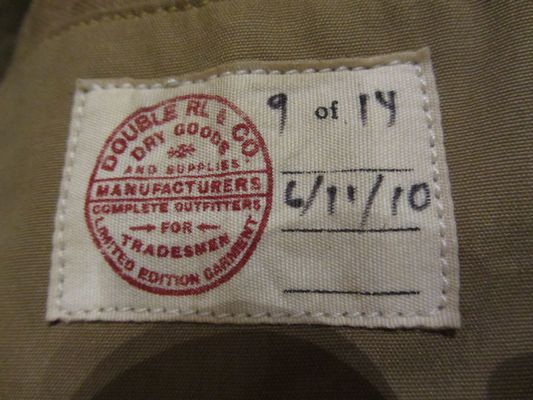 DOUBLE RL & CO.
DRY GOODS
AND SUPPLIES
MANUFACTURERS
COMPLETE OUTFITTERS
FOR
TRADESMEN
LIMITED EDITION GARMENT
9 of 14
6/11/10